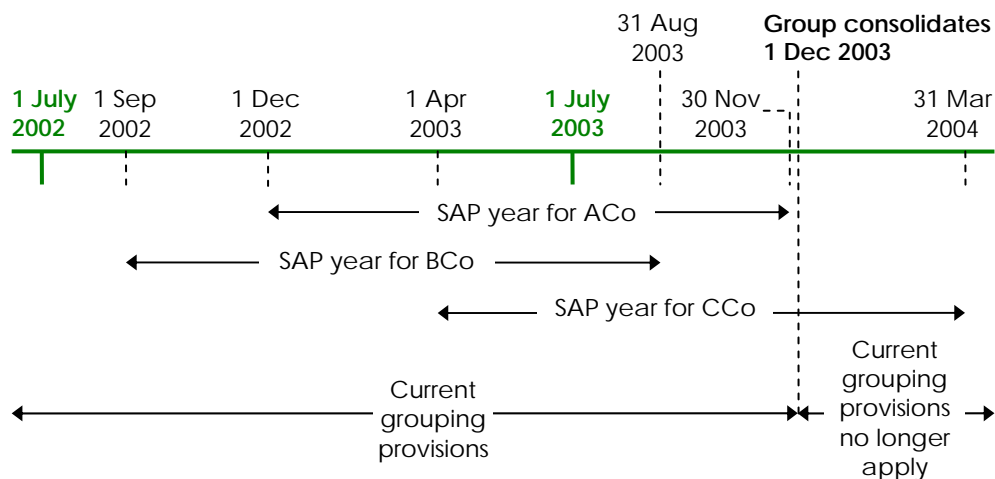 31 Aug
2003
Group consolidates
1 Dec 2003
1 July
2002
1 Sep
2002
1 Dec
2002
1 Apr
2003
1 July
2003
30 Nov
2003
31 Mar
2004
SAP year for ACo
SAP year for BCo
SAP year for CCo
Current
grouping
provisions
Current
grouping
provisions
no longer
apply